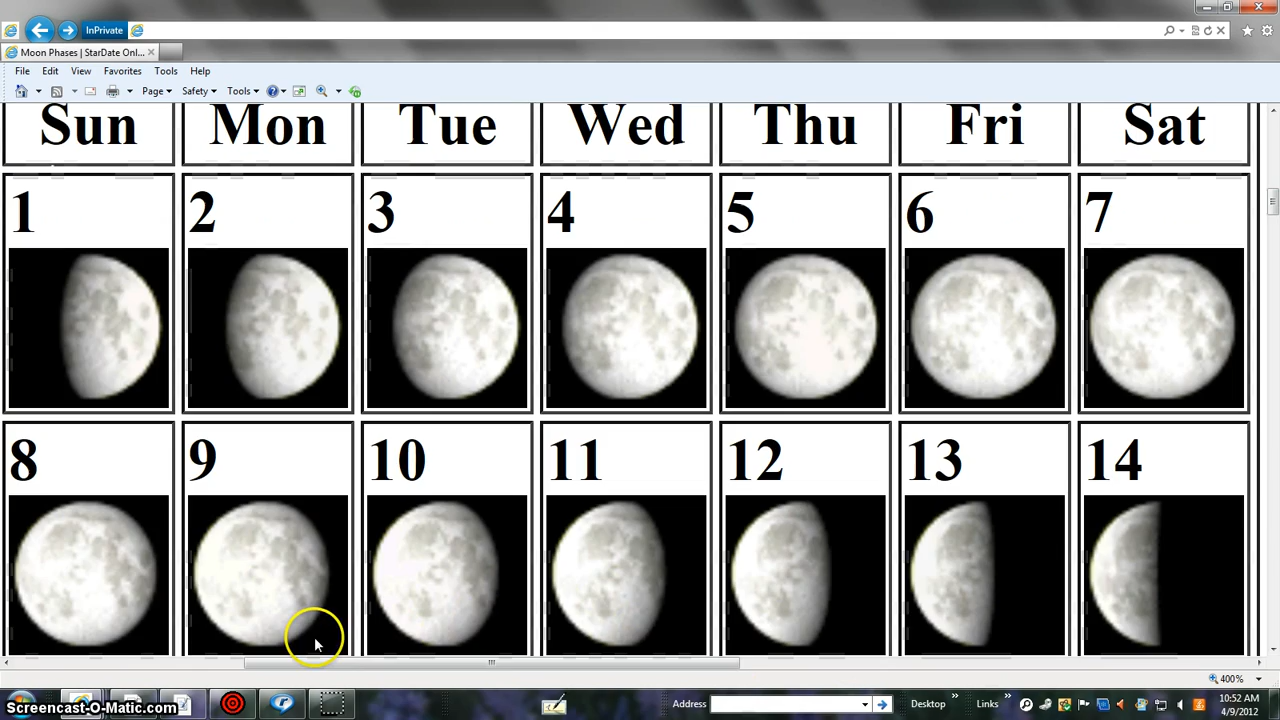 InPrivate
Moon Phases | StarDate Onl...
File Edit View Favorites Tools Help
Page Safety Tools
Sun Mon Tue Wed Thu Fri Sat
1 2 3 4 5 6 7
8 9 10 11 12 13 14
400%
Screencast-O-Matic.com
Address Desktop Links
10:52 AM
4/9/2012